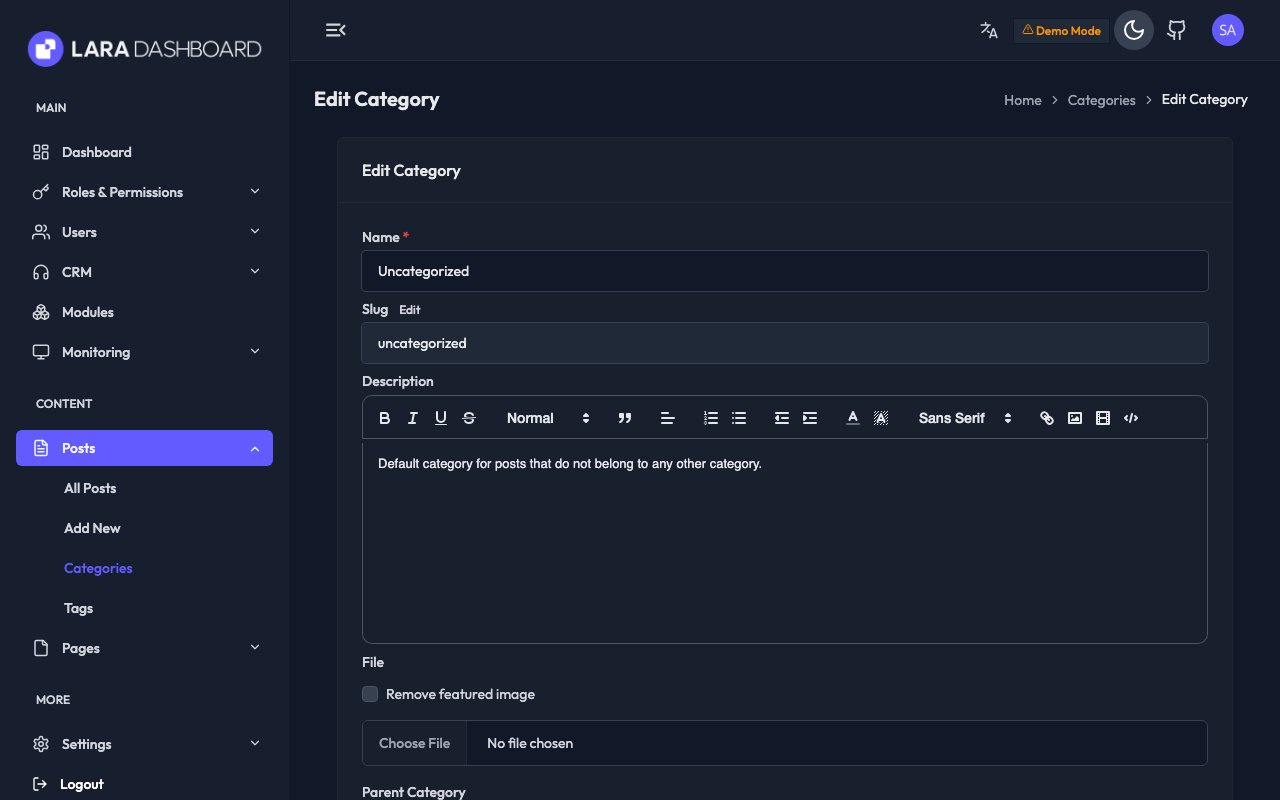 LARA DASHBOARD
Demo Mode
SA
MAIN
Dashboard
Roles & Permissions
Users
CRM
Modules
Monitoring
CONTENT
Posts
All Posts
Add New
Categories
Tags
Pages
MORE
Settings
Logout
Edit Category
Home > Categories > Edit Category
Edit Category
Name *
Uncategorized
Slug Edit
uncategorized
Description
Normal Sans Serif
Default category for posts that do not belong to any other category.
File
Remove featured image
Choose File No file chosen
Parent Category